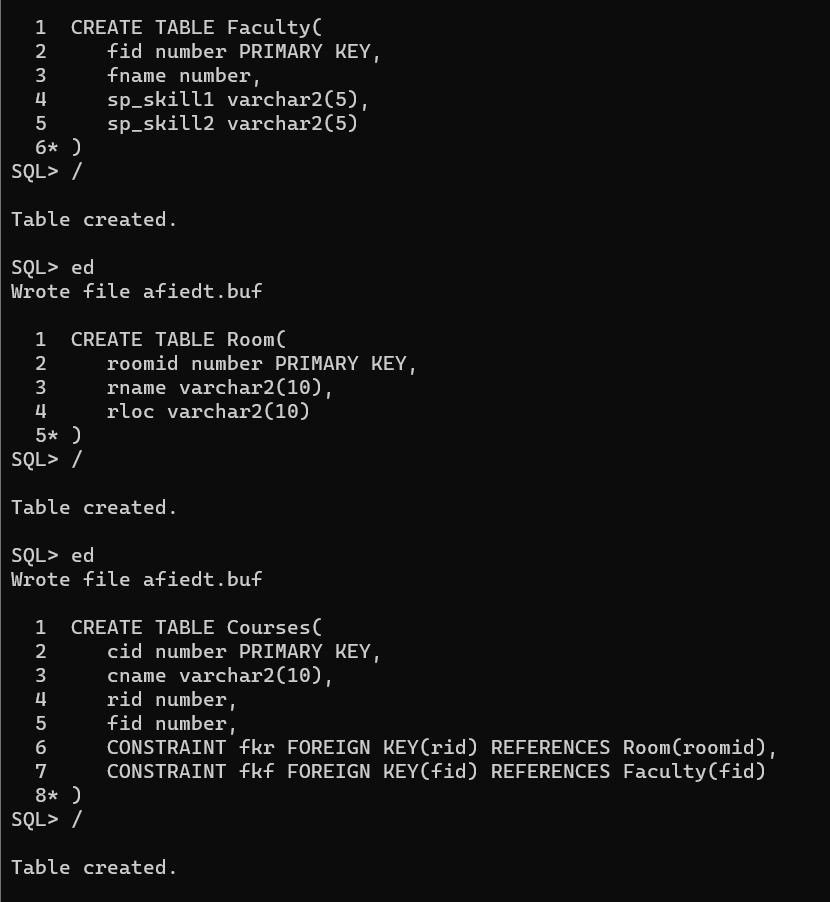 1  CREATE TABLE Faculty(
  2     fid number PRIMARY KEY,
  3     fname number,
  4     sp_skill1 varchar2(5),
  5     sp_skill2 varchar2(5)
  6* )
SQL> /
Table created.
SQL> ed
Wrote file afiedt.buf
  1  CREATE TABLE Room(
  2     roomid number PRIMARY KEY,
  3     rname varchar2(10),
  4     rloc varchar2(10)
  5* )
SQL> /
Table created.
SQL> ed
Wrote file afiedt.buf
  1  CREATE TABLE Courses(
  2     cid number PRIMARY KEY,
  3     cname varchar2(10),
  4     rid number,
  5     fid number,
  6     CONSTRAINT fkr FOREIGN KEY(rid) REFERENCES Room(roomid),
  7     CONSTRAINT fkf FOREIGN KEY(fid) REFERENCES Faculty(fid)
  8* )
SQL> /
Table created.